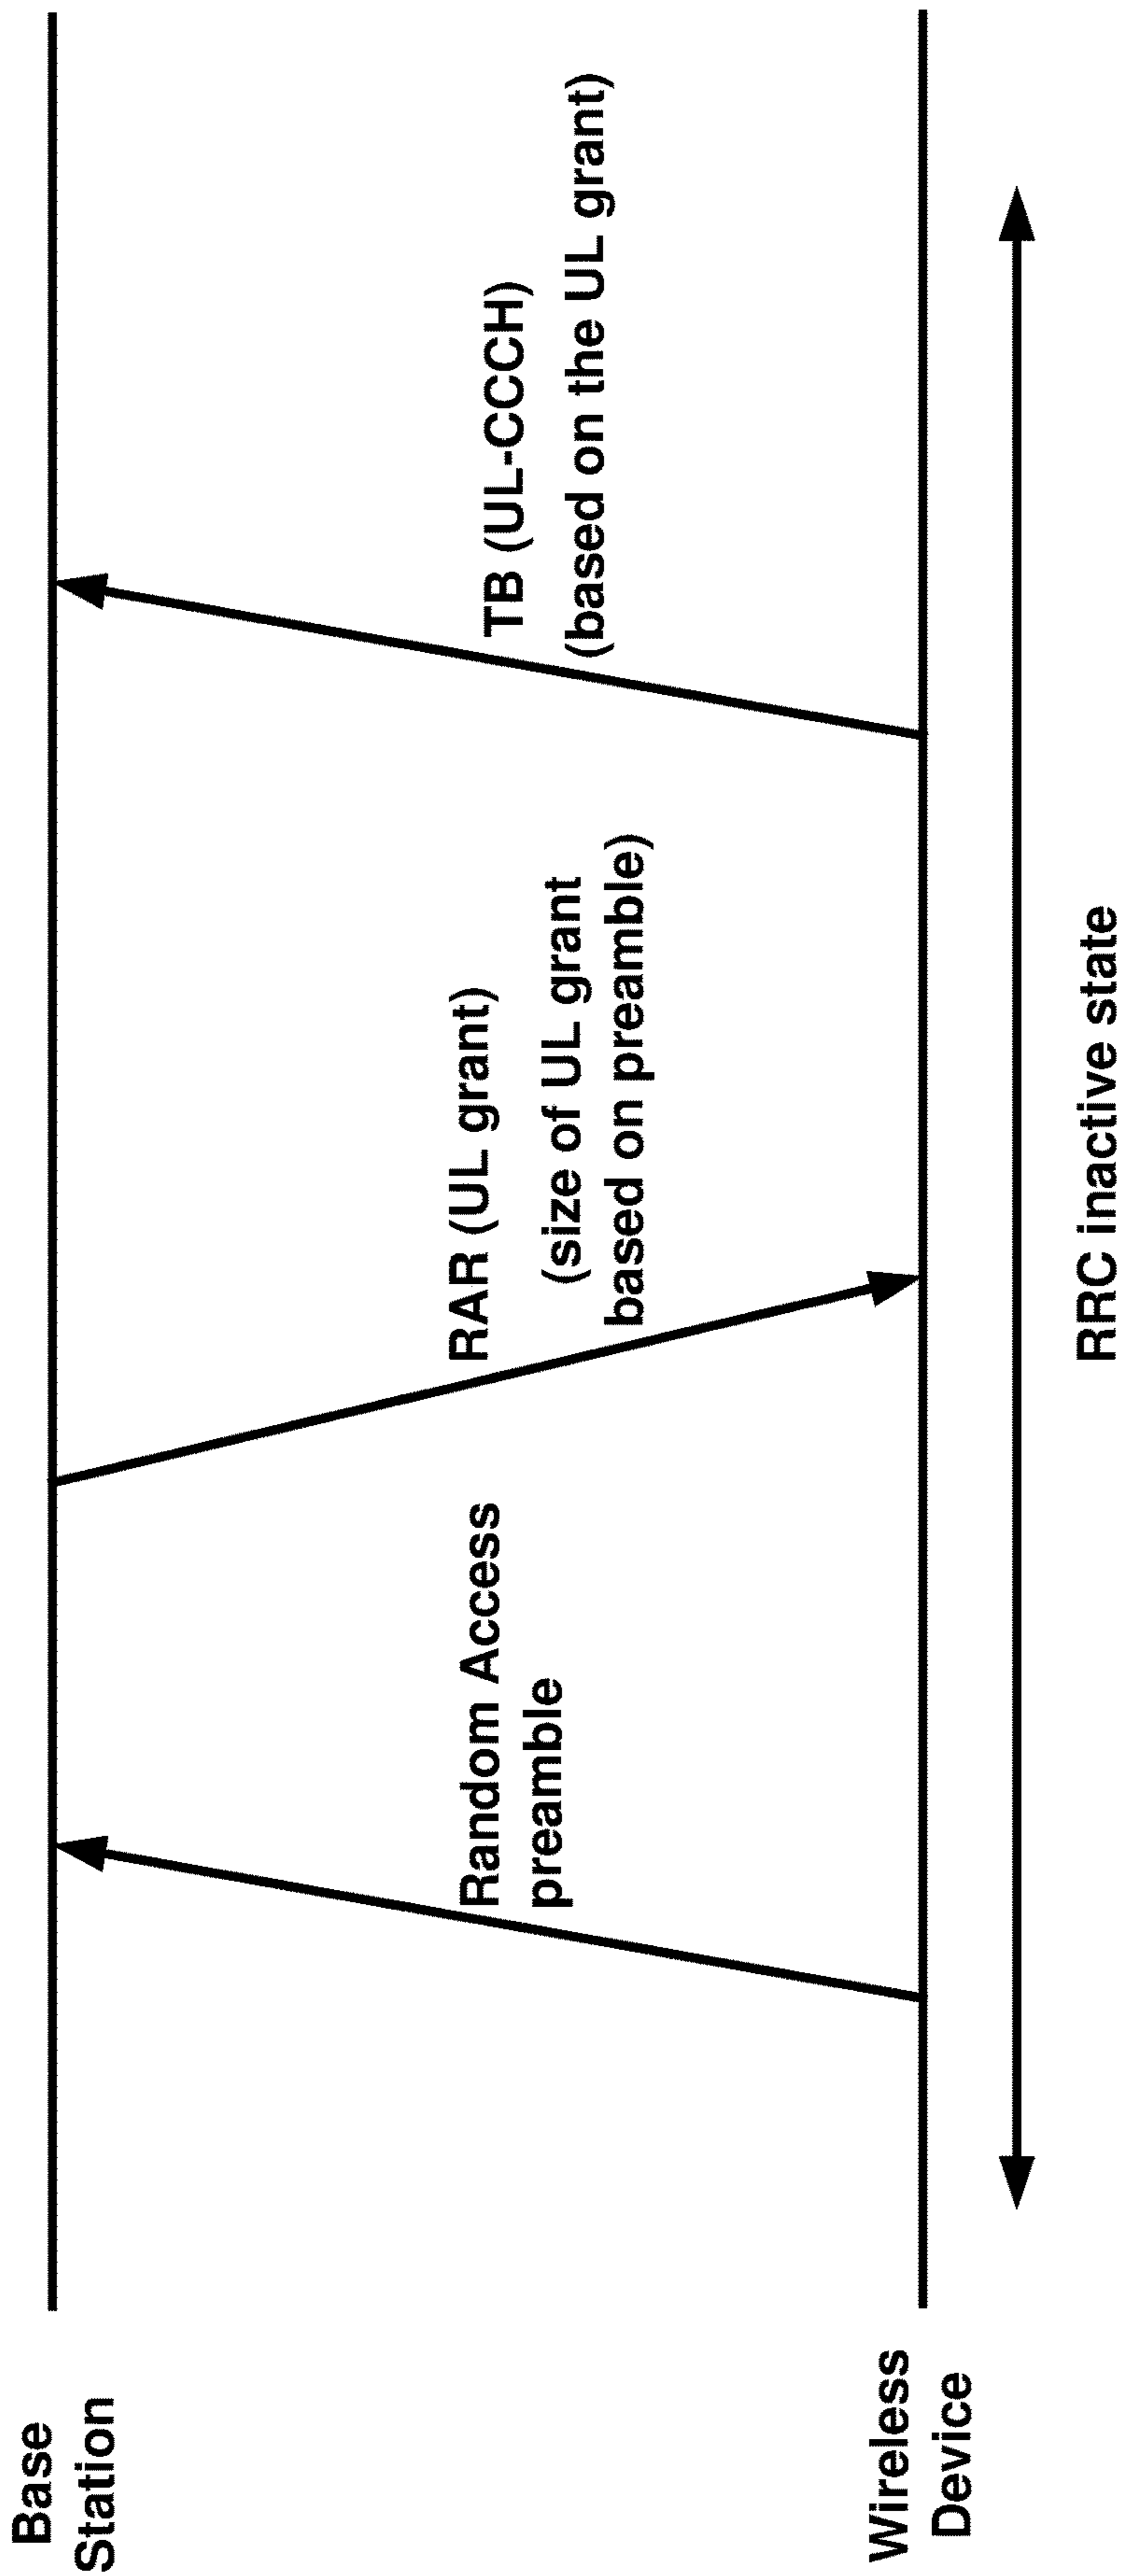 Base
Station
Random Access
preamble
RAR (UL grant)
(size of UL grant
based on preamble)
TB (UL-CCCH)
(based on the UL grant)
Wireless
Device
RRC inactive state